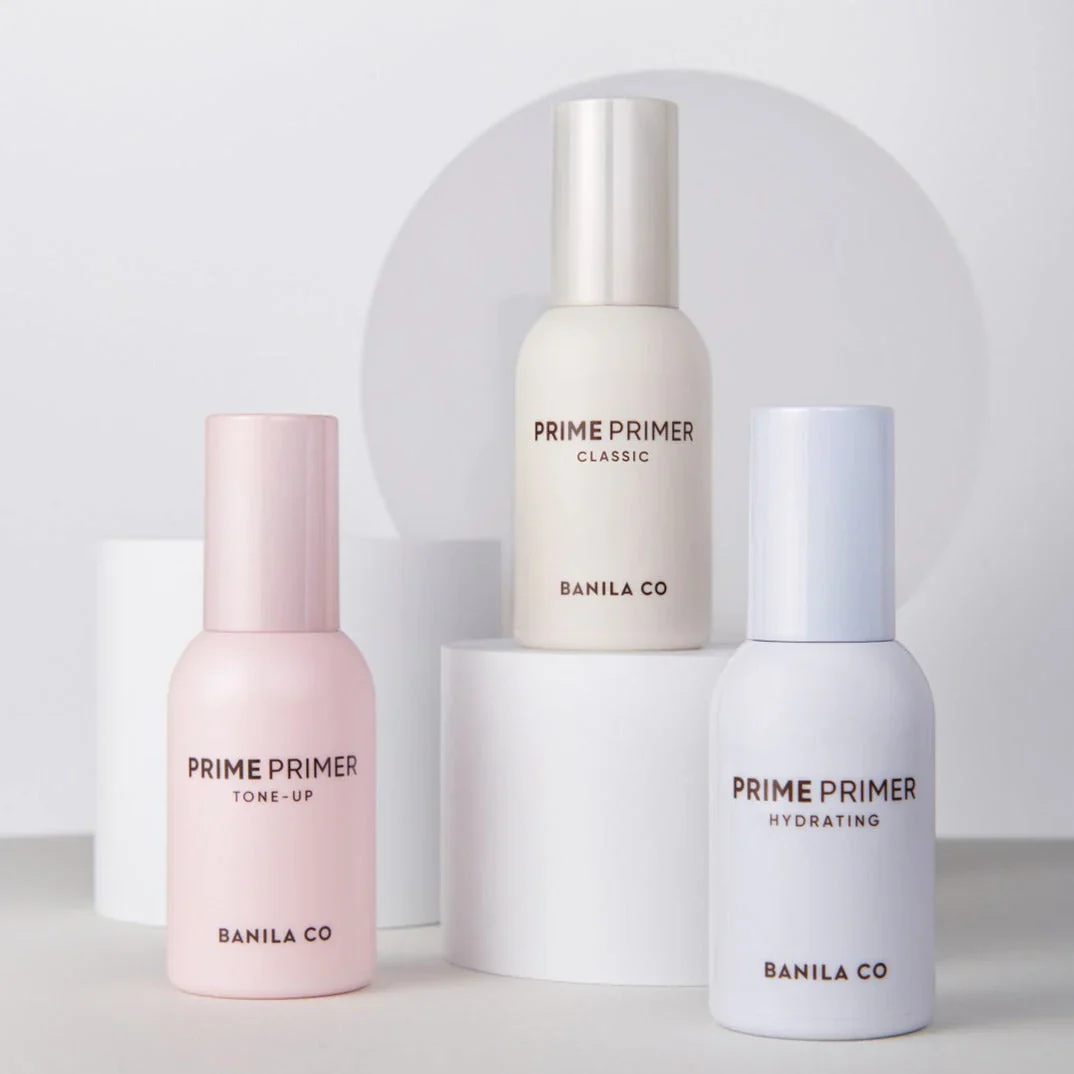 PRIME PRIMER
CLASSIC
BANILA CO
PRIME PRIMER
TONE-UP
BANILA CO
PRIME PRIMER
HYDRATING
BANILA CO